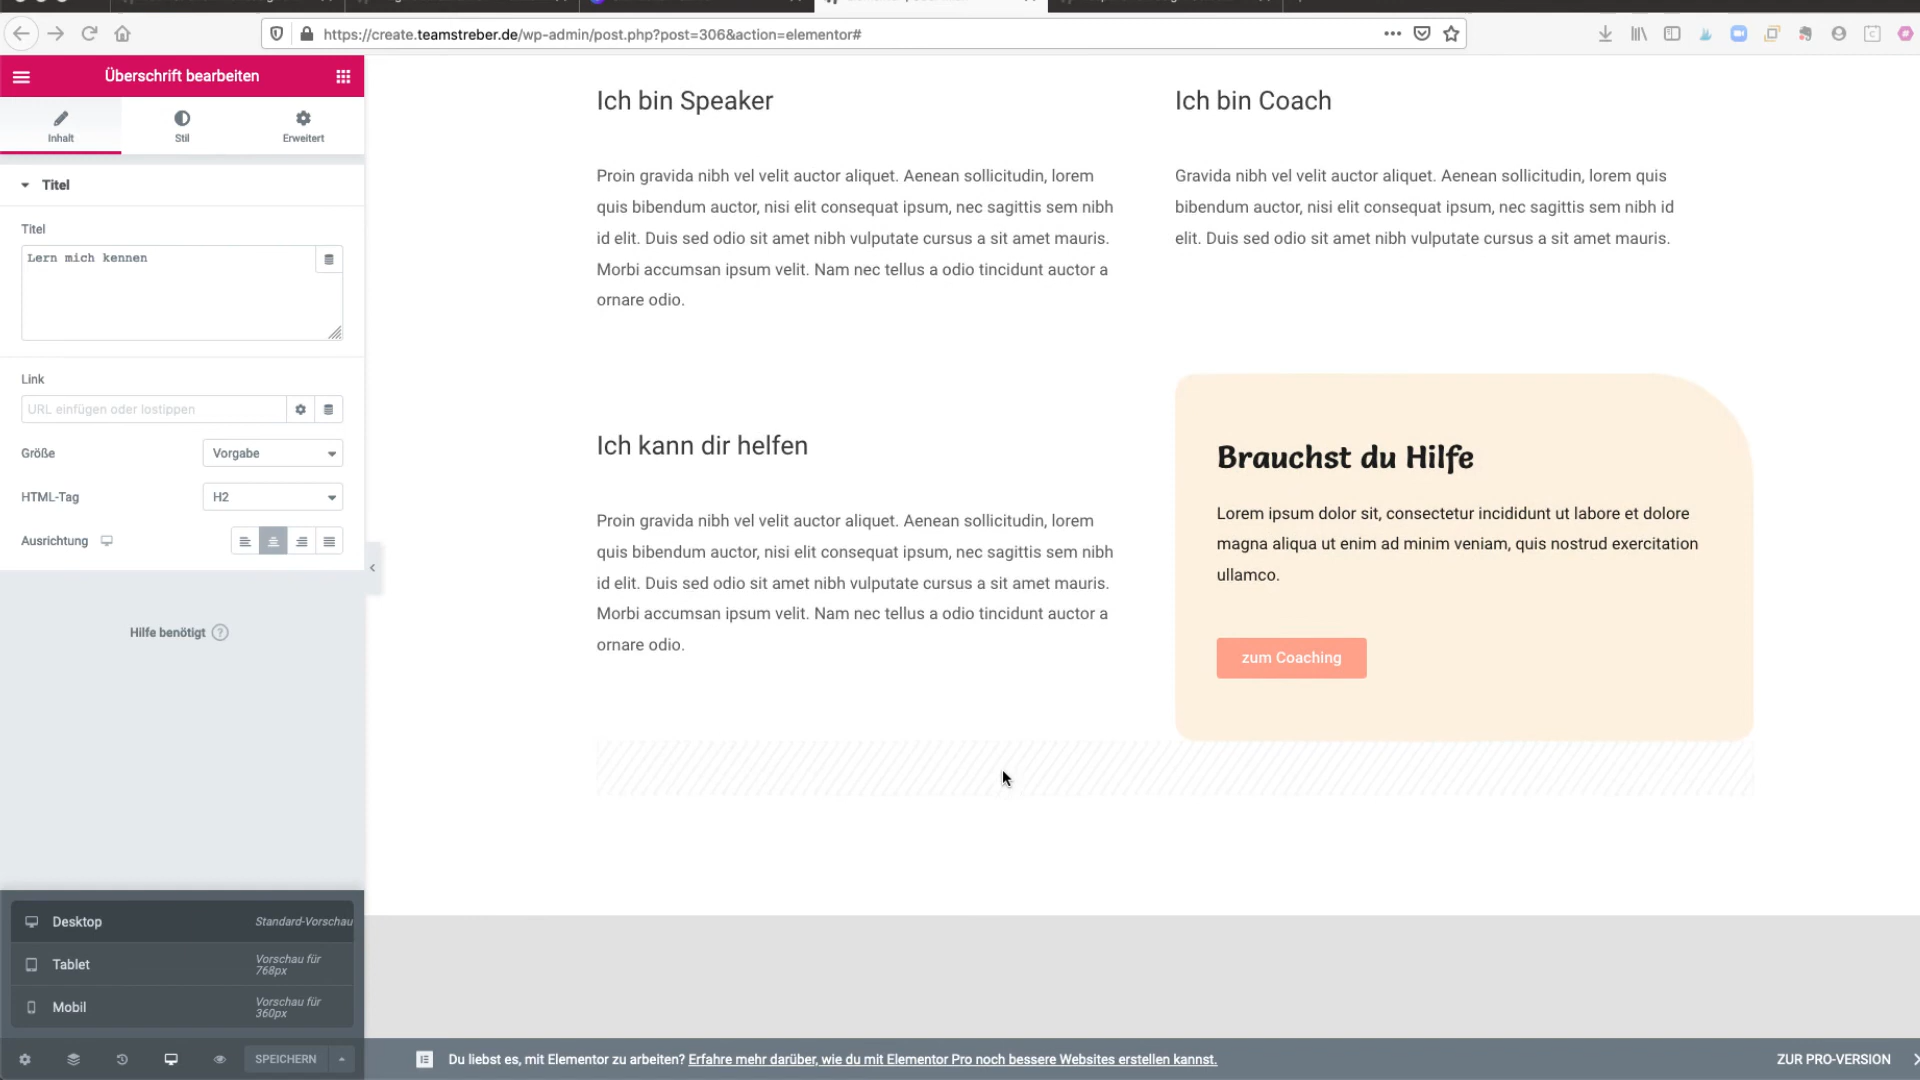 https://create.teamstreber.de/wp-admin/post.php?post=306&action=elementor#
Überschrift bearbeiten
Inhalt
Stil
Erweitert
Titel
Titel
Lern mich kennen
Link
URL einfügen oder lostippen
Größe
Vorgabe
HTML-Tag
H2
Ausrichtung
Hilfe benötigt ?
Desktop
Standard-Vorschau
Tablet
Vorschau für
768px
Mobil
Vorschau für
360px
SPEICHERN
Ich bin Speaker
Proin gravida nibh vel velit auctor aliquet. Aenean sollicitudin, lorem
quis bibendum auctor, nisi elit consequat ipsum, nec sagittis sem nibh
id elit. Duis sed odio sit amet nibh vulputate cursus a sit amet mauris.
Morbi accumsan ipsum velit. Nam nec tellus a odio tincidunt auctor a
ornare odio.
Ich bin Coach
Gravida nibh vel velit auctor aliquet. Aenean sollicitudin, lorem quis
bibendum auctor, nisi elit consequat ipsum, nec sagittis sem nibh id
elit. Duis sed odio sit amet nibh vulputate cursus a sit amet mauris.
Ich kann dir helfen
Proin gravida nibh vel velit auctor aliquet. Aenean sollicitudin, lorem
quis bibendum auctor, nisi elit consequat ipsum, nec sagittis sem nibh
id elit. Duis sed odio sit amet nibh vulputate cursus a sit amet mauris.
Morbi accumsan ipsum velit. Nam nec tellus a odio tincidunt auctor a
ornare odio.
Brauchst du Hilfe
Lorem ipsum dolor sit, consectetur incididunt ut labore et dolore
magna aliqua ut enim ad minim veniam, quis nostrud exercitation
ullamco.
zum Coaching
Du liebst es, mit Elementor zu arbeiten? Erfahre mehr darüber, wie du mit Elementor Pro noch bessere Websites erstellen kannst.
ZUR PRO-VERSION